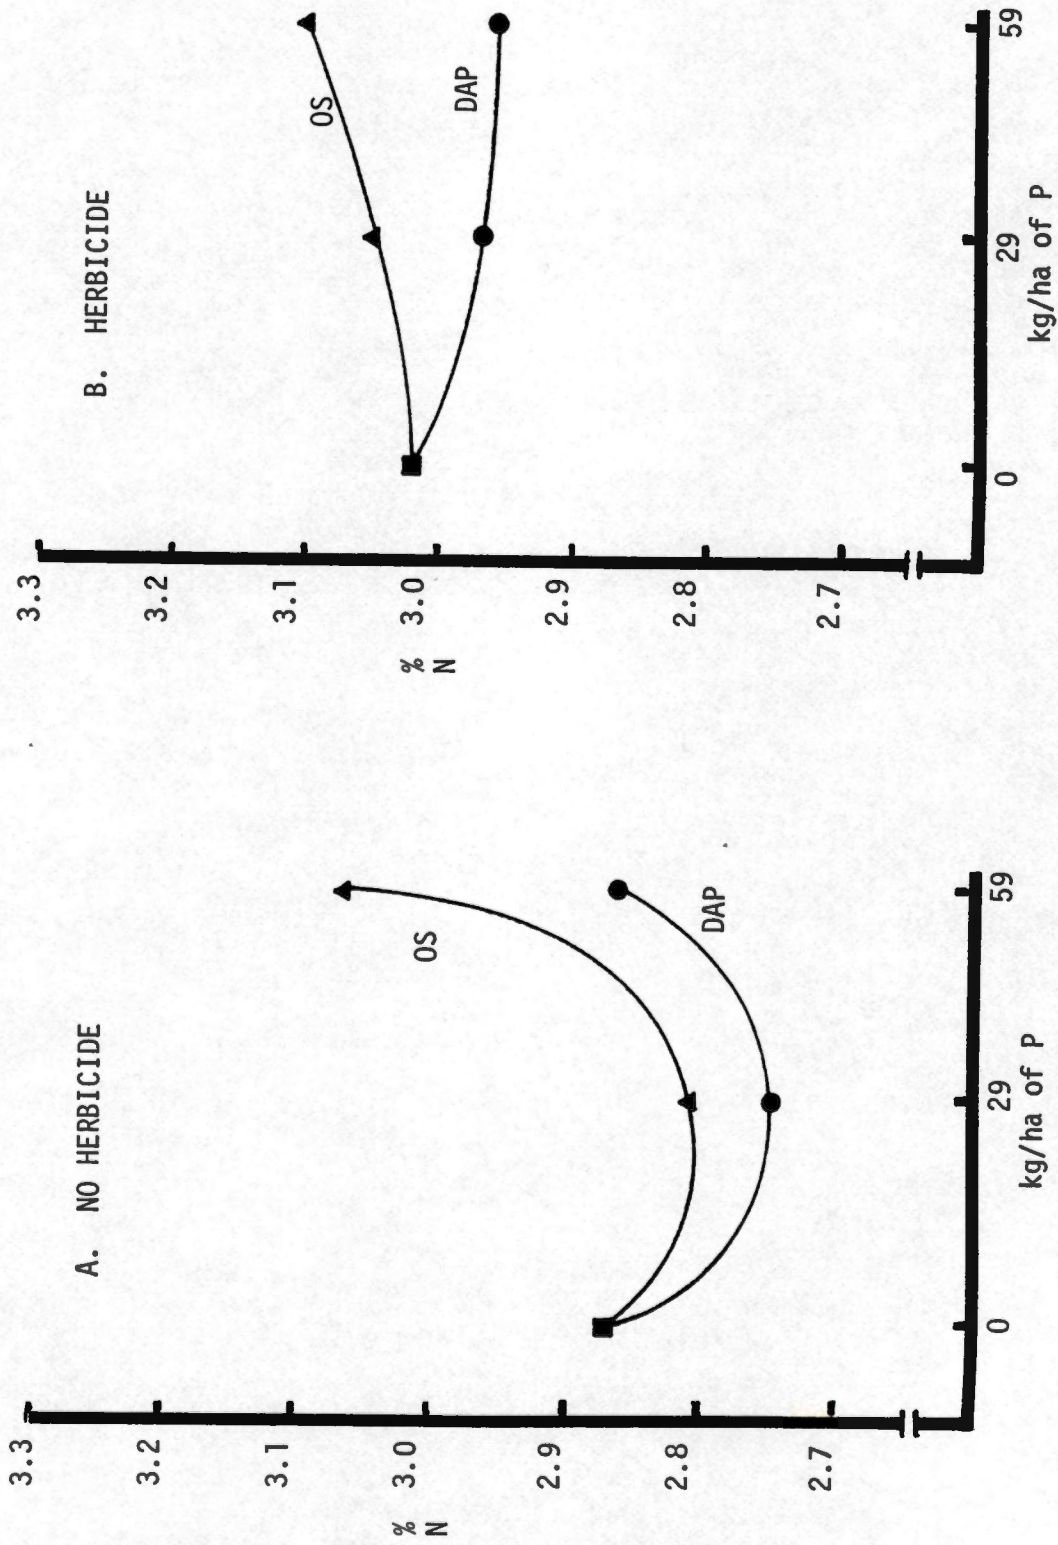 A. NO HERBICIDE
3.3
3.2
3.1
3.0
2.9
2.8
2.7
%
N
OS
DAP
0
29
59
kg/ha of P
B. HERBICIDE
3.3
3.2
3.1
3.0
2.9
2.8
2.7
%
N
OS
DAP
0
29
59
kg/ha of P